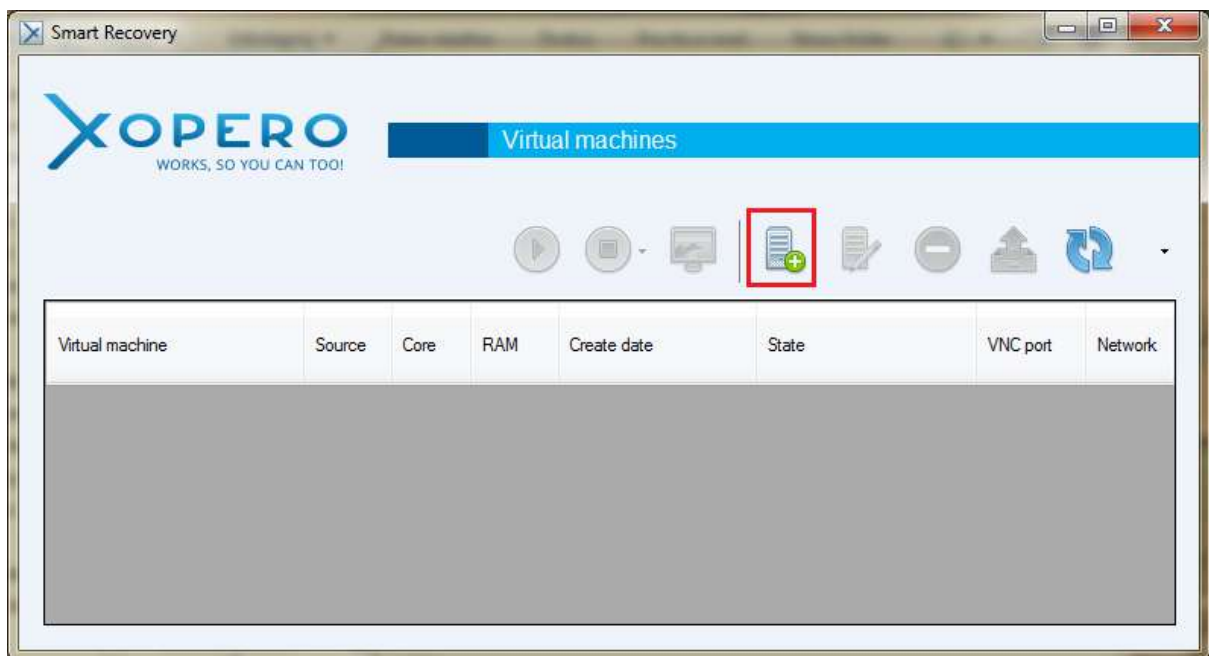 Smart Recovery
XOPERO
WORKS, SO YOU CAN TOO!
Virtual machines
Virtual machine Source Core RAM Create date State VNC port Network